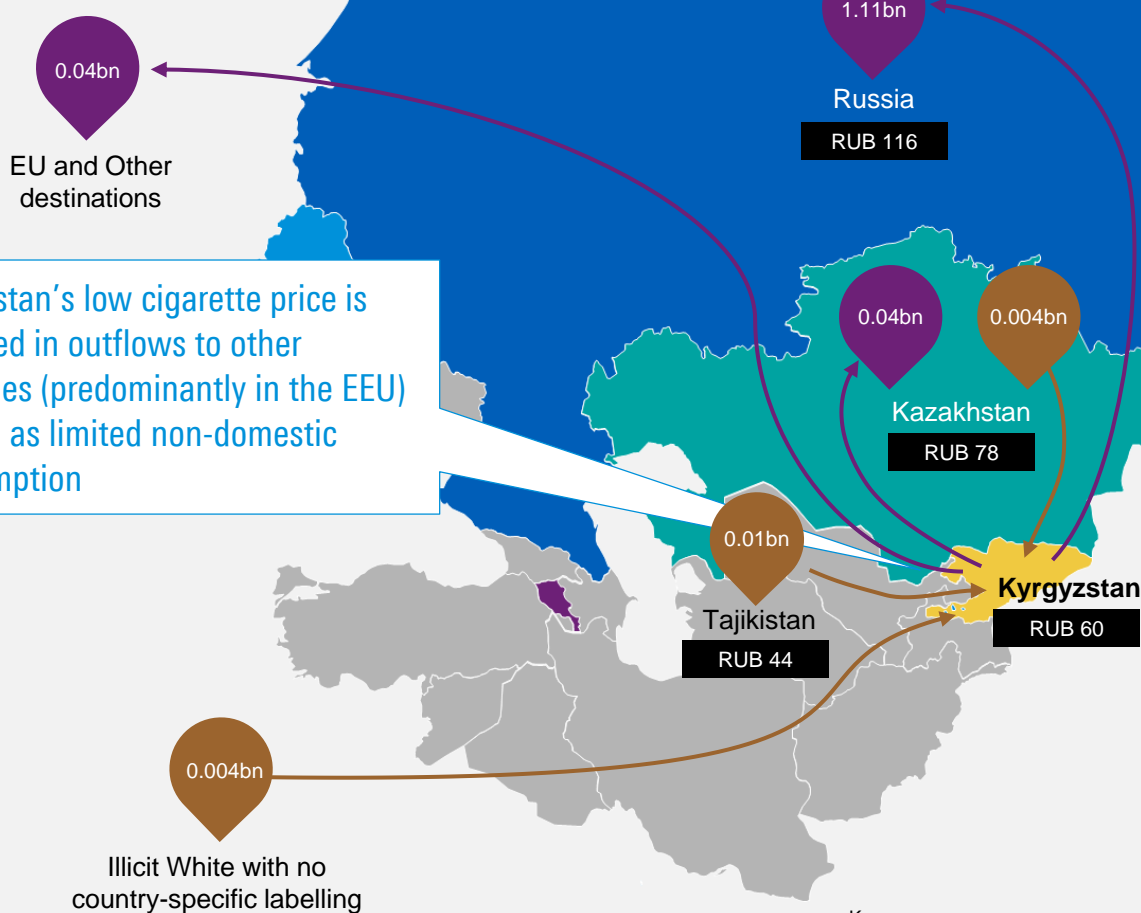 1.11bn
0.04bn
Russia
RUB 116
EU and Other
destinations
stan's low cigarette price is
ed in outflows to other
es (predominantly in the EEU)
as limited non-domestic
mption
0.04bn
0.004bn
Kazakhstan
RUB 78
0.01bn
Tajikistan
RUB 44
Kyrgyzstan
RUB 60
0.004bn
Illicit White with no
country-specific labelling